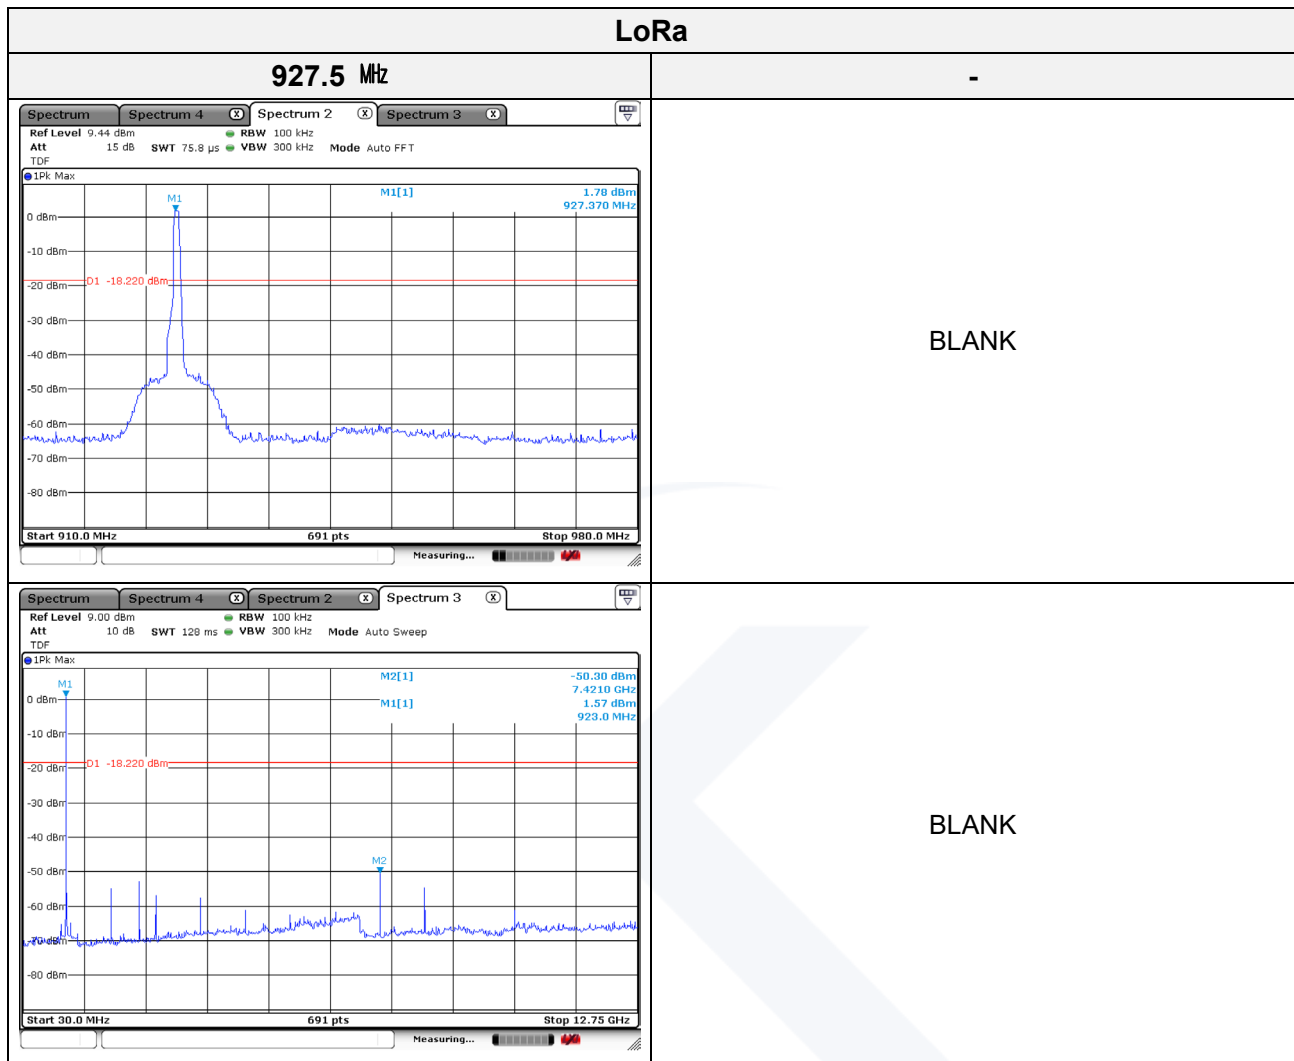 LoRa
927.5 ㎒
-
Spectrum Spectrum 4 Spectrum 2 Spectrum 3
Ref Level 9.44 dBm RBW 100 kHz
Att 15 dB SWT 75.8 µs VBW 300 kHz Mode Auto FFT
TDF
1Pk Max
M1[1] 1.78 dBm
927.370 MHz
M1
0 dBm
-10 dBm
D1 -18.220 dBm
-20 dBm
-30 dBm
-40 dBm
-50 dBm
-60 dBm
-70 dBm
-80 dBm
Start 910.0 MHz 691 pts Stop 980.0 MHz
Measuring...
BLANK
Spectrum Spectrum 4 Spectrum 2 Spectrum 3
Ref Level 9.00 dBm RBW 100 kHz
Att 10 dB SWT 128 ms VBW 300 kHz Mode Auto Sweep
TDF
1Pk Max
M2[1] -50.30 dBm
7.4210 GHz
M1[1] 1.57 dBm
923.0 MHz
M1
0 dBm
-10 dBm
D1 -18.220 dBm
-20 dBm
-30 dBm
-40 dBm
M2
-50 dBm
-60 dBm
-70 dBm
-80 dBm
Start 30.0 MHz 691 pts Stop 12.75 GHz
Measuring...
BLANK